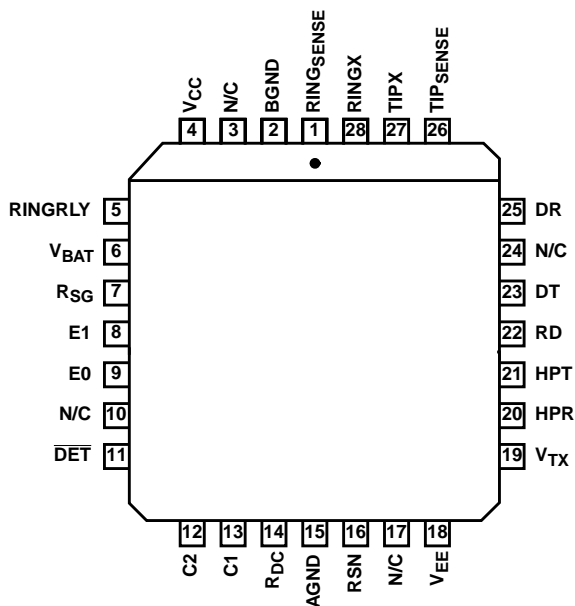 VCC
N/C
BGND
RINGSENSE
RINGX
TIPX
TIPSENSE
4
3
2
1
28
27
26
RINGRLY 5
VBAT 6
RSG 7
E1 8
E0 9
N/C 10
DET 11
25 DR
24 N/C
23 DT
22 RD
21 HPT
20 HPR
19 VTX
12
13
14
15
16
17
18
C2
C1
RDC
AGND
RSN
N/C
VEE